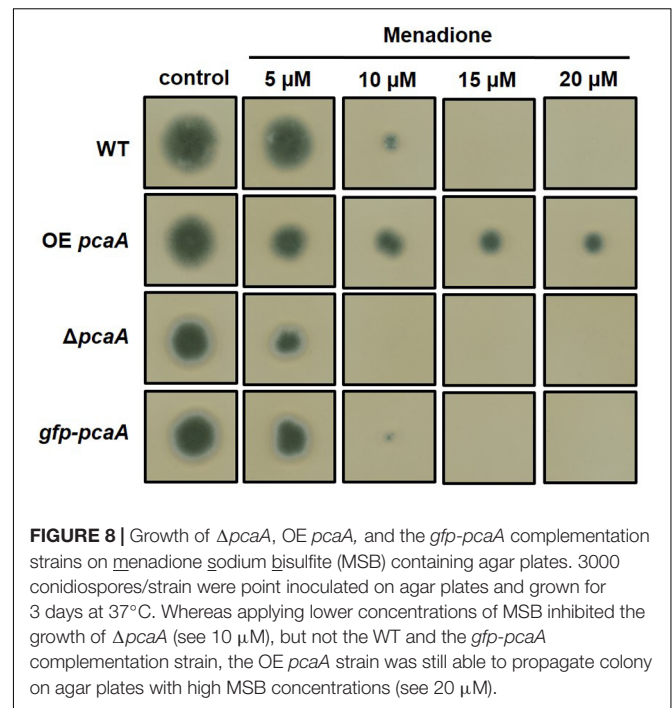 Menadione
control 5 μM 10 μM 15 μM 20 μM
WT
OE pcaA
ΔpcaA
gfp-pcaA
FIGURE 8 | Growth of ΔpcaA, OE pcaA, and the gfp-pcaA complementation
strains on menadione sodium bisulfite (MSB) containing agar plates. 3000
conidiospores/strain were point inoculated on agar plates and grown for
3 days at 37°C. Whereas applying lower concentrations of MSB inhibited the
growth of ΔpcaA (see 10 μM), but not the WT and the gfp-pcaA
complementation strain, the OE pcaA strain was still able to propagate colony
on agar plates with high MSB concentrations (see 20 μM).